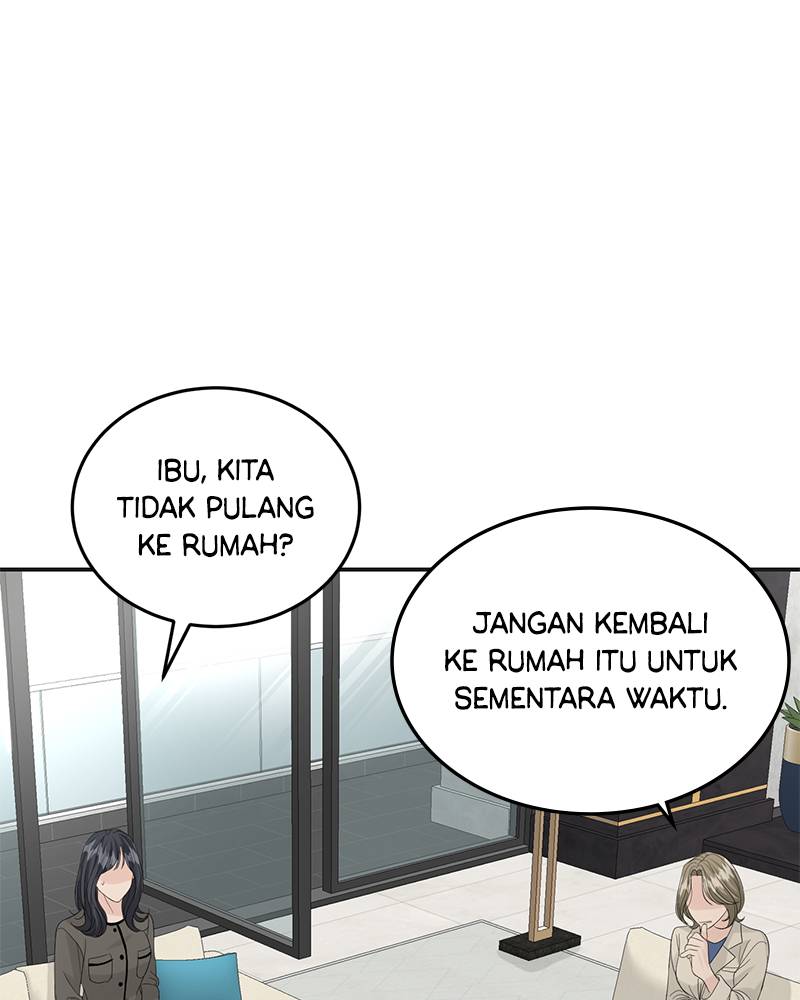 IBU, KITA
TIDAK PULANG
KE RUMAH?
JANGAN KEMBALI
KE RUMAH ITU UNTUK
SEMENTARA WAKTU.